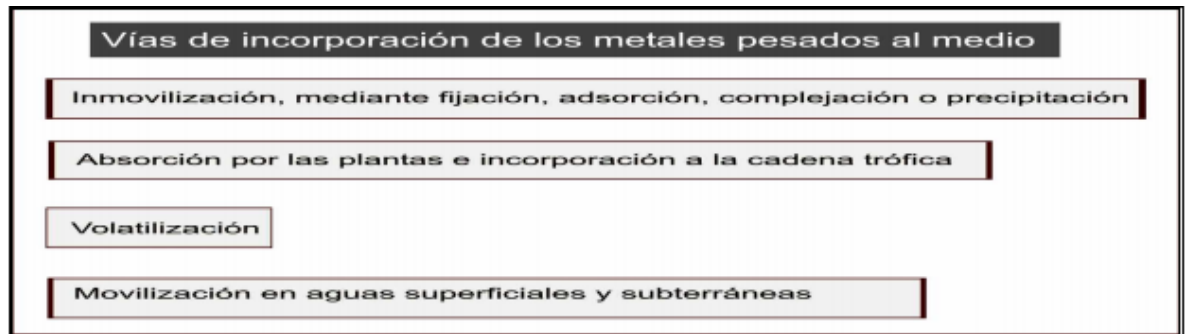 Vías de incorporación de los metales pesados al medio
Inmovilización, mediante fijación, adsorción, complejación o precipitación
Absorción por las plantas e incorporación a la cadena trófica
Volatilización
Movilización en aguas superficiales y subterráneas